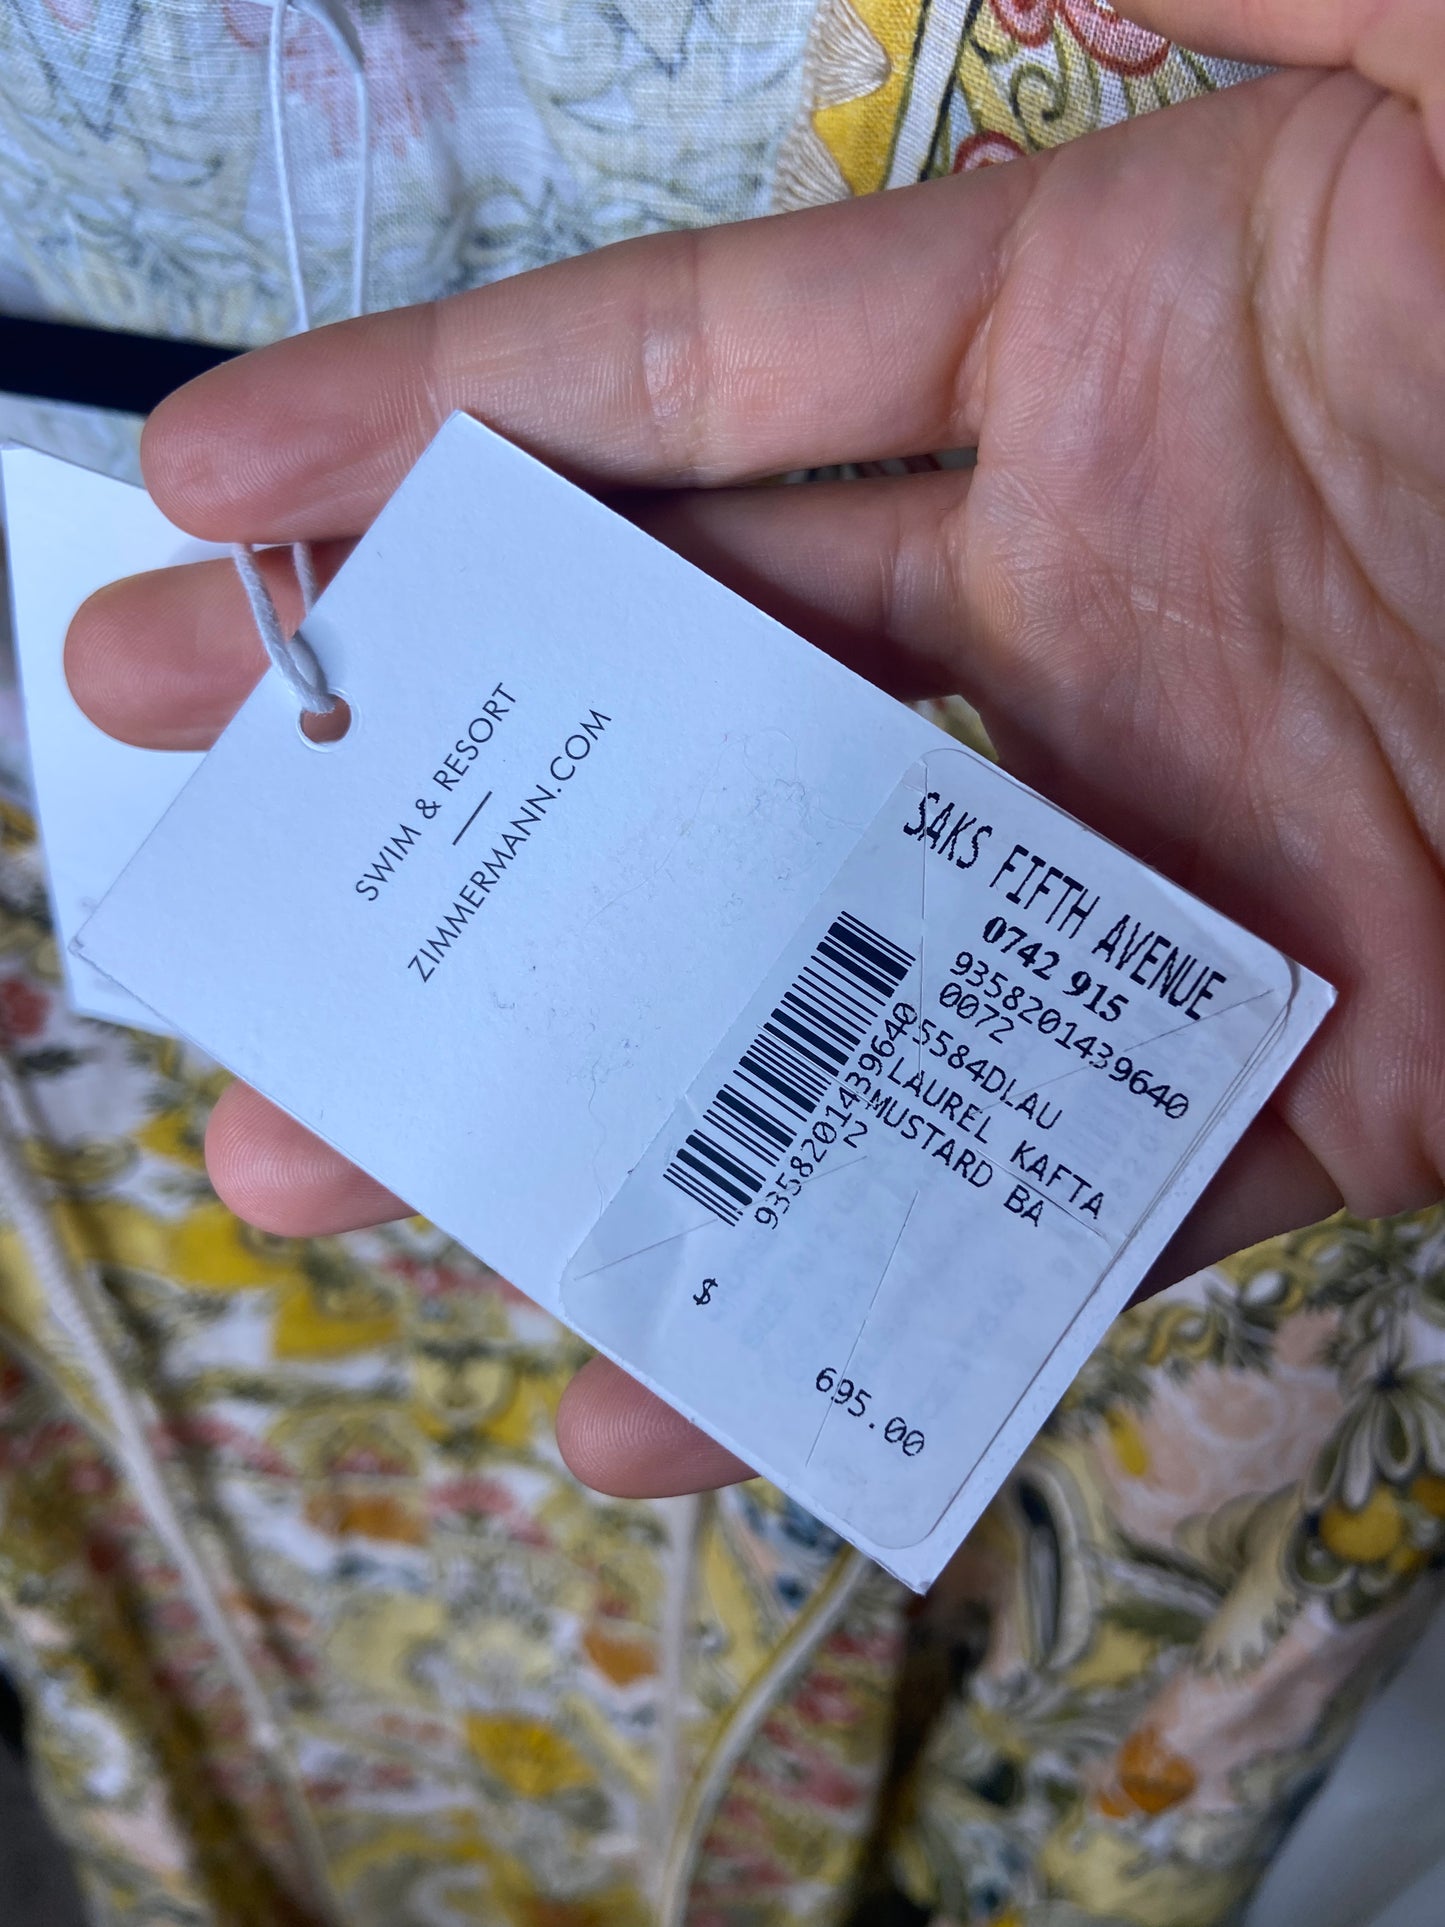 SWIM & RESORT
ZIMMERMANN.COM
SAKS FIFTH AVENUE
0742 915
9358201439640
0072
5584DLAU
LAUREL KAFTA
MUSTARD BA
2
9358201439640
$
695.00